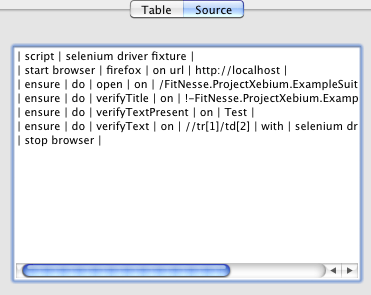 Table Source
| script | selenium driver fixture |
| start browser | firefox | on url | http://localhost |
| ensure | do | open | on | /FitNesse.ProjectXebium.ExampleSuit
| ensure | do | verifyTitle | on | !-FitNesse.ProjectXebium.Examp
| ensure | do | verifyTextPresent | on | Test |
| ensure | do | verifyText | on | //tr[1]/td[2] | with | selenium dr
| stop browser |